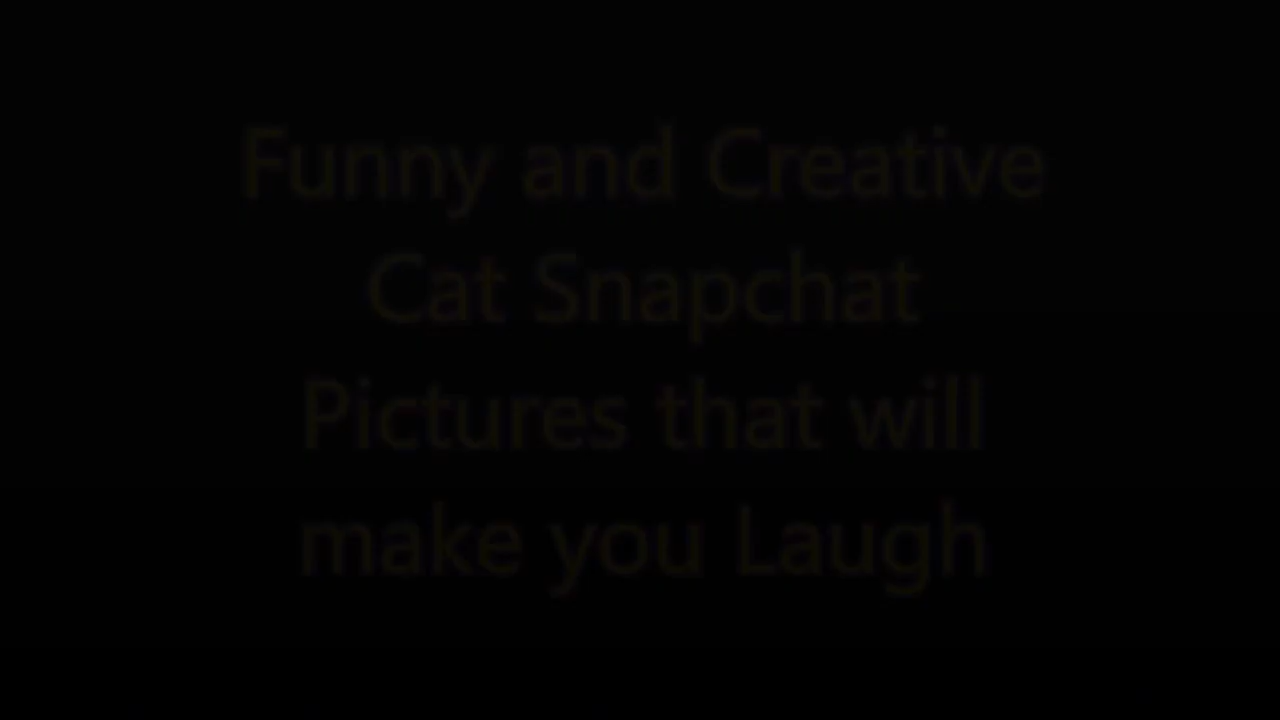 Funny and Creative
Cat Snapchat
Pictures that will
make you Laugh